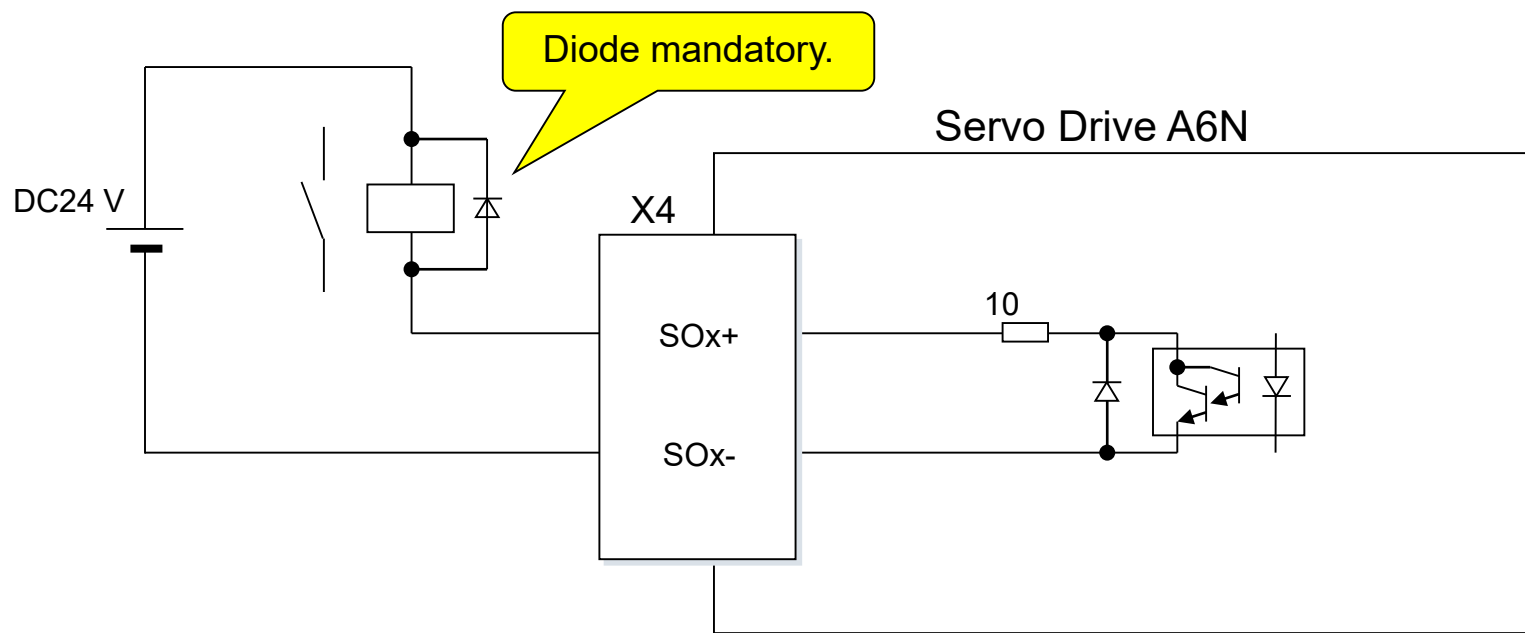 Diode mandatory.
Servo Drive A6N
DC24 V
X4
10
SOx+
SOx-